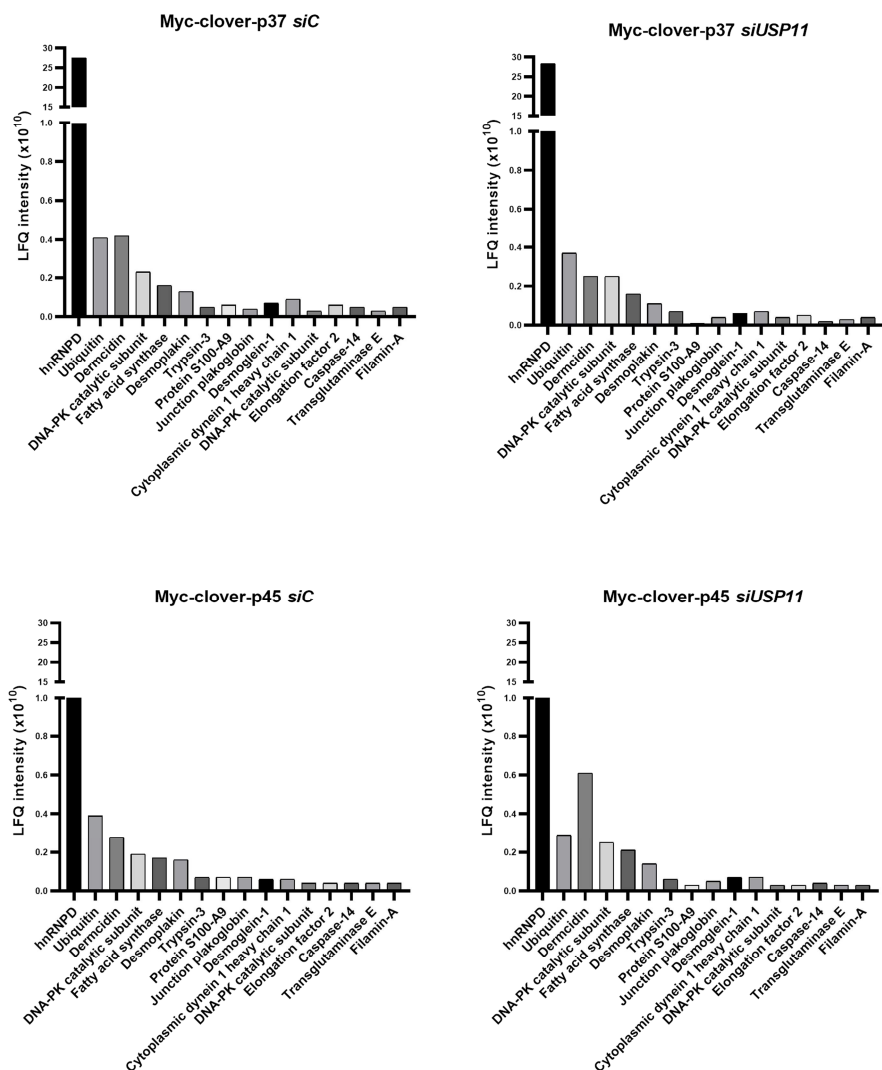 Myc-clover-p37 siC
30
25
20
15
1.0
0.8
0.6
0.4
0.2
0.0
LFQ intensity (x10^10)
hnRNPD
Ubiquitin
Dermcidin
DNA-PK catalytic subunit
Fatty acid synthase
Desmoplakin
Trypsin-3
Protein S100-A9
Junction plakoglobin
Desmoglein-1
Cytoplasmic dynein 1 heavy chain 1
DNA-PK catalytic subunit
Elongation factor 2
Caspase-14
Transglutaminase E
Filamin-A
Myc-clover-p37 siUSP11
30
25
20
15
1.0
0.8
0.6
0.4
0.2
0.0
LFQ intensity (x10^10)
hnRNPD
Ubiquitin
Dermcidin
DNA-PK catalytic subunit
Fatty acid synthase
Desmoplakin
Trypsin-3
Protein S100-A9
Junction plakoglobin
Desmoglein-1
Cytoplasmic dynein 1 heavy chain 1
DNA-PK catalytic subunit
Elongation factor 2
Caspase-14
Transglutaminase E
Filamin-A
Myc-clover-p45 siC
30
25
20
15
1.0
0.8
0.6
0.4
0.2
0.0
LFQ intensity (x10^10)
hnRNPD
Ubiquitin
Dermcidin
DNA-PK catalytic subunit
Fatty acid synthase
Desmoplakin
Trypsin-3
Protein S100-A9
Junction plakoglobin
Desmoglein-1
Cytoplasmic dynein 1 heavy chain 1
DNA-PK catalytic subunit
Elongation factor 2
Caspase-14
Transglutaminase E
Filamin-A
Myc-clover-p45 siUSP11
30
25
20
15
1.0
0.8
0.6
0.4
0.2
0.0
LFQ intensity (x10^10)
hnRNPD
Ubiquitin
Dermcidin
DNA-PK catalytic subunit
Fatty acid synthase
Desmoplakin
Trypsin-3
Protein S100-A9
Junction plakoglobin
Desmoglein-1
Cytoplasmic dynein 1 heavy chain 1
DNA-PK catalytic subunit
Elongation factor 2
Caspase-14
Transglutaminase E
Filamin-A